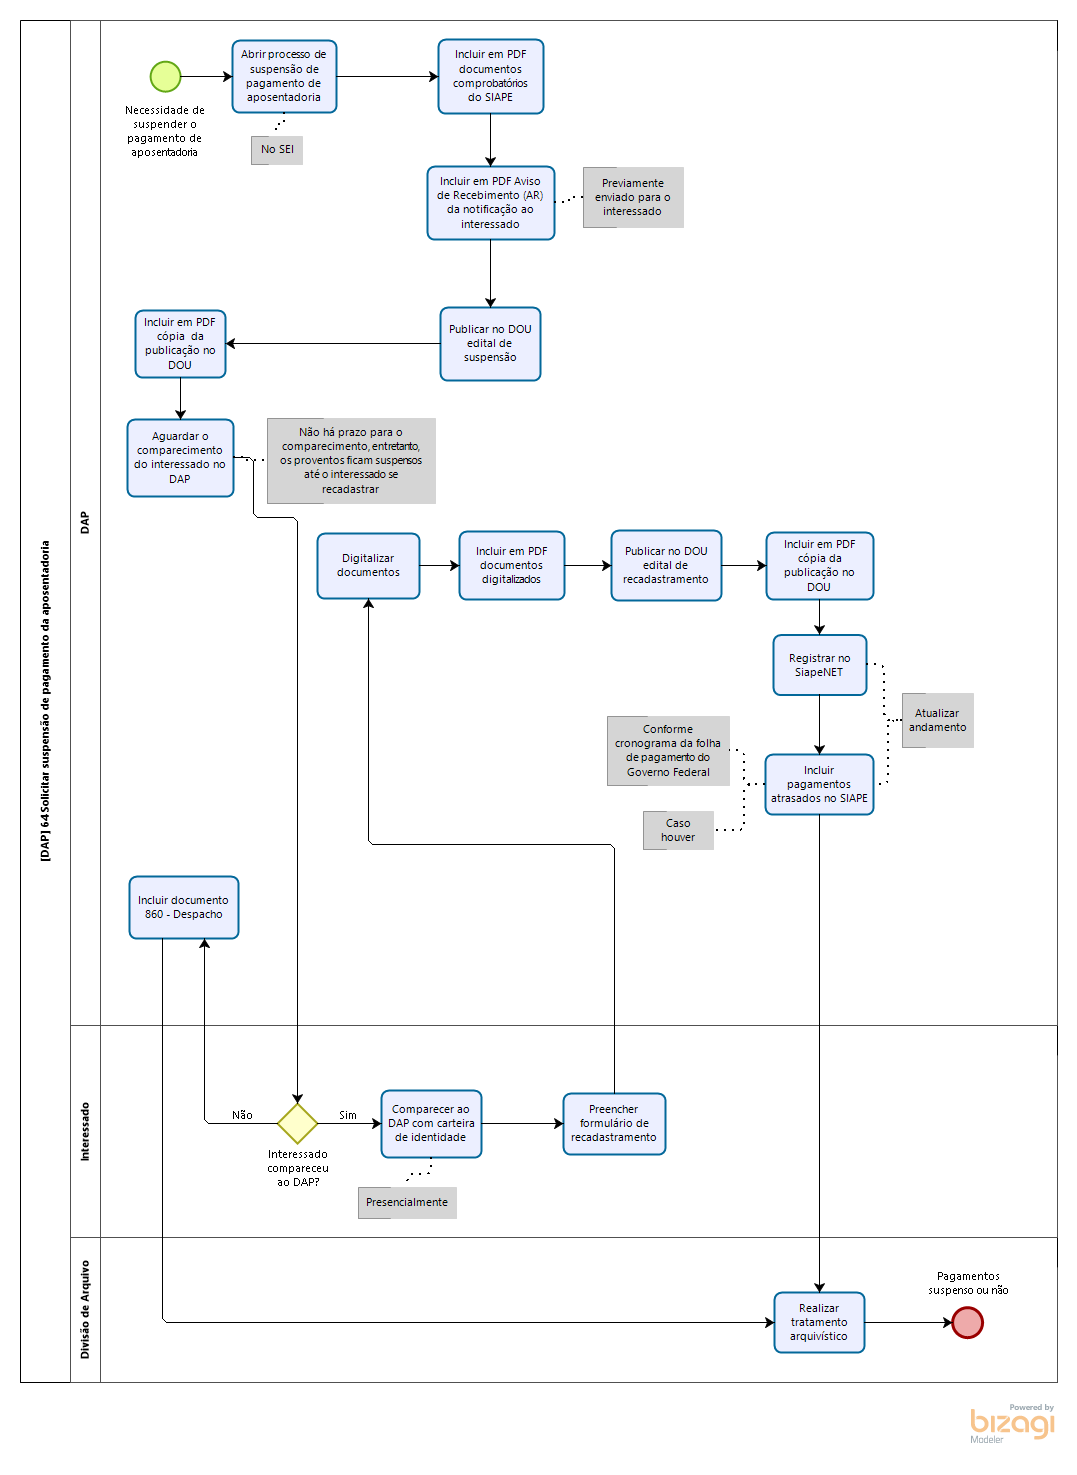 [DAP] 64 Solicitar suspensão de pagamento da aposentadoria
DAP
Necessidade de
suspender o
pagamento de
aposentadoria
Abrir processo de
suspensão de
pagamento de
aposentadoria
No SEI
Incluir em PDF
documentos
comprobatórios
do SIAPE
Incluir em PDF Aviso
de Recebimento (AR)
da notificação ao
interessado
Previamente
enviado para o
interessado
Publicar no DOU
edital de
suspensão
Incluir em PDF
cópia da
publicação no
DOU
Aguardar o
comparecimento
do interessado no
DAP
Não há prazo para o
comparecimento, entretanto,
os proventos ficam suspensos
até o interessado se
recadastrar
Digitalizar
documentos
Incluir em PDF
documentos
digitalizados
Publicar no DOU
edital de
recadastramento
Incluir em PDF
cópia da
publicação no
DOU
Registrar no
SiapeNET
Atualizar
andamento
Conforme
cronograma da folha
de pagamento do
Governo Federal
Incluir
pagamentos
atrasados no SIAPE
Caso
houver
Incluir documento
860 - Despacho
Interessado
Não
Sim
Interessado
compareceu
ao DAP?
Comparecer ao
DAP com carteira
de identidade
Presencialmente
Preencher
formulário de
recadastramento
Divisão de Arquivo
Realizar
tratamento
arquivístico
Pagamentos
suspenso ou não
Powered by
bizagi
Modeler